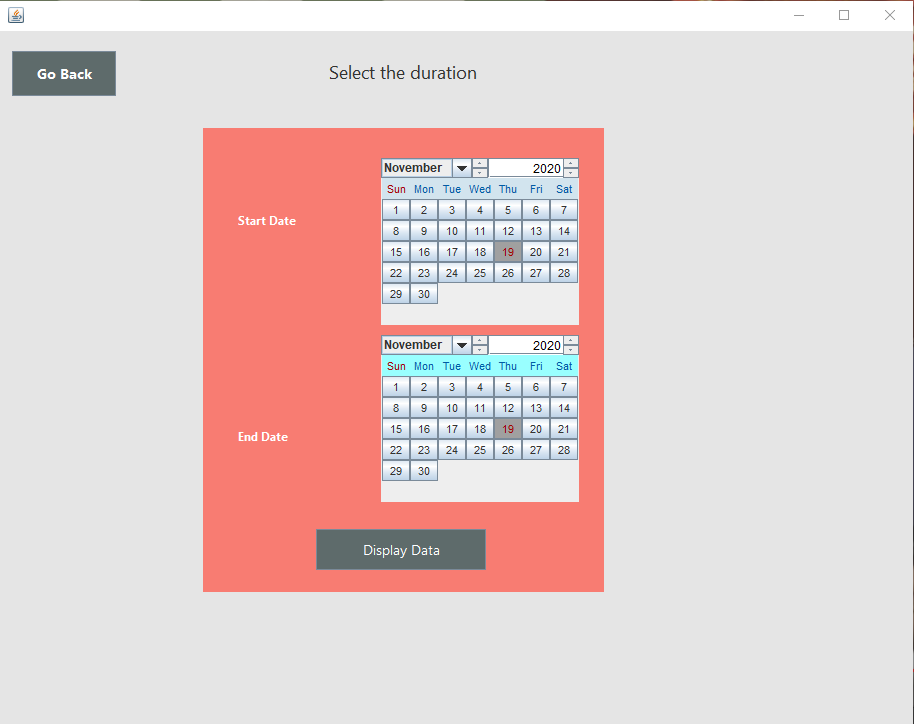 Go Back
Select the duration
November 2020
Sun Mon Tue Wed Thu Fri Sat
1 2 3 4 5 6 7
Start Date
8 9 10 11 12 13 14
15 16 17 18 19 20 21
22 23 24 25 26 27 28
29 30
November 2020
Sun Mon Tue Wed Thu Fri Sat
1 2 3 4 5 6 7
8 9 10 11 12 13 14
15 16 17 18 19 20 21
End Date
22 23 24 25 26 27 28
29 30
Display Data